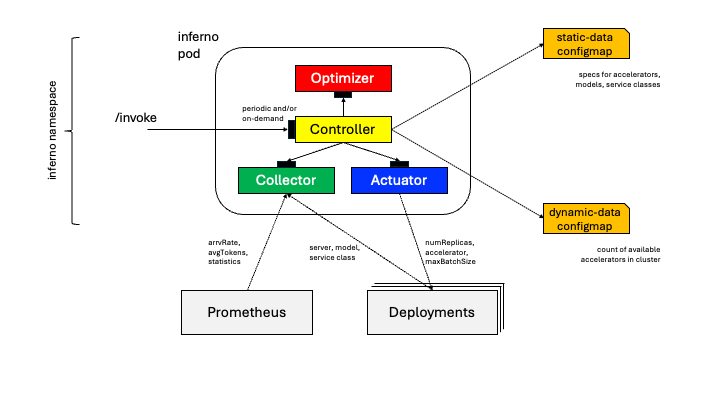 inferno
pod
static-data
configmap
specs for accelerators,
models, service classes
Optimizer
periodic and/or
on-demand
/invoke
Controller
inferno namespace
Collector
Actuator
dynamic-data
configmap
count of available
accelerators in cluster
arrvRate,
avgTokens,
statistics
server, model,
service class
numReplicas,
accelerator,
maxBatchSize
Prometheus
Deployments